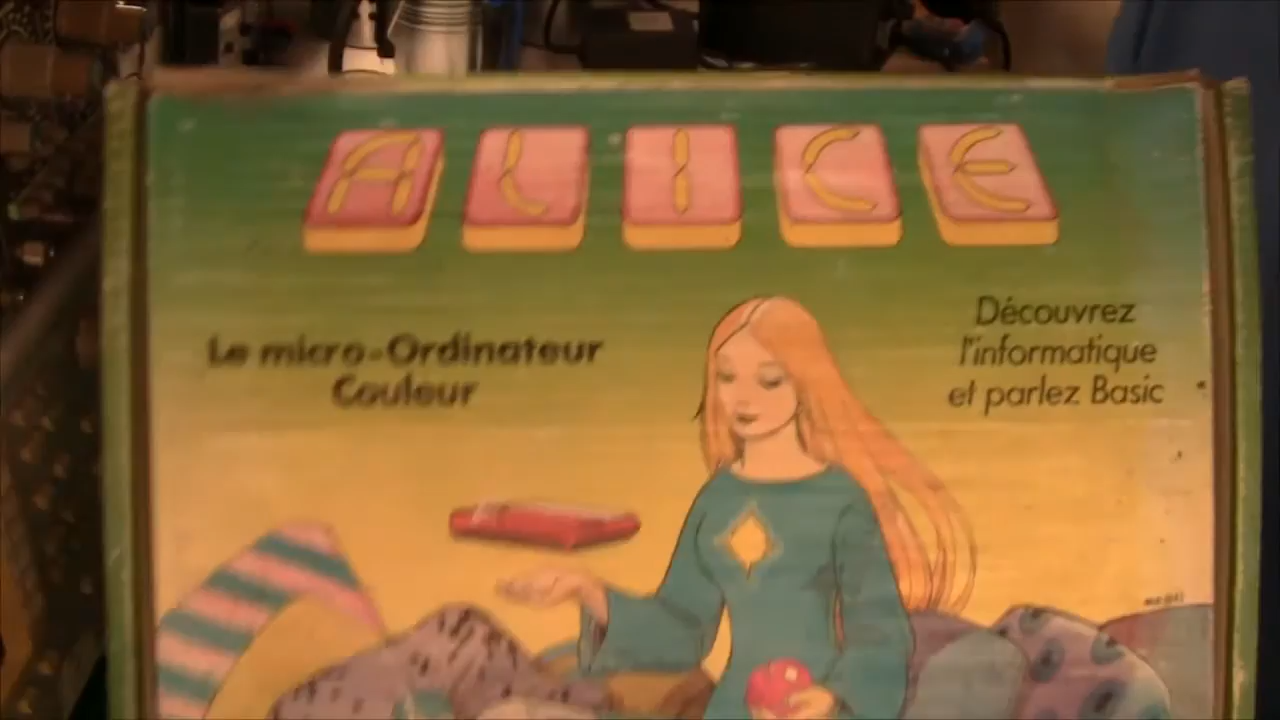 ALICE
Le micro-Ordinateur
Couleur
Découvrez
l'informatique
et parlez Basic